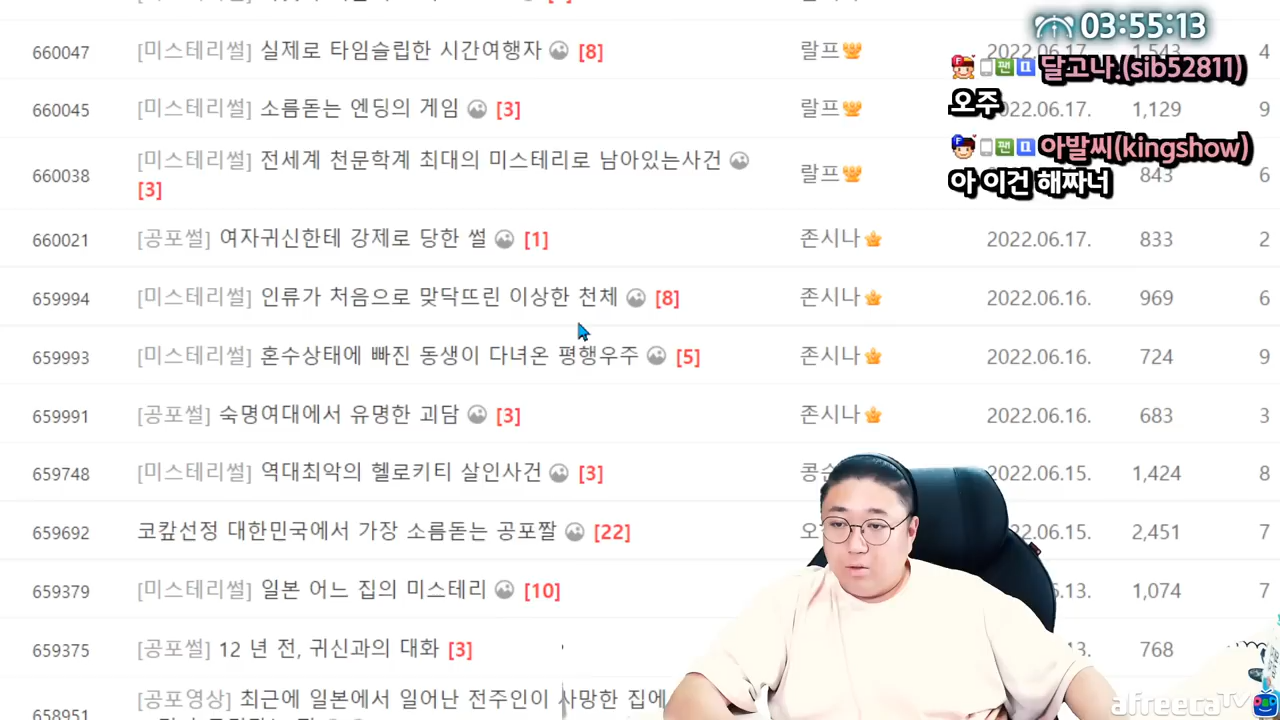 03:55:13
660047 [미스테리썰] 실제로 타임슬립한 시간여행자 [8] 랄프 2022.06.17. 1,543 4
달고나.(sib52811)
오주
660045 [미스테리썰] 소름돋는 엔딩의 게임 [3] 랄프 2022.06.17. 1,129 9
아발씨(kingshow)
아 이건 해짜너
660038 [미스테리썰] 전세계 천문학계 최대의 미스테리로 남아있는사건 랄프 843 6
[3]
660021 [공포썰] 여자귀신한테 강제로 당한 썰 [1] 존시나 2022.06.17. 833 2
659994 [미스테리썰] 인류가 처음으로 맞닥뜨린 이상한 천체 [8] 존시나 2022.06.16. 969 6
659993 [미스테리썰] 혼수상태에 빠진 동생이 다녀온 평행우주 [5] 존시나 2022.06.16. 724 9
659991 [공포썰] 숙명여대에서 유명한 괴담 [3] 존시나 2022.06.16. 683 3
659748 [미스테리썰] 역대최악의 헬로키티 살인사건 [3] 2022.06.15. 1,424 8
659692 코캎선정 대한민국에서 가장 소름돋는 공포짤 [22] 2,451 7
659379 [미스테리썰] 일본 어느 집의 미스테리 [10] 1,074 7
659375 [공포썰] 12 년 전, 귀신과의 대화 [3] 768
658951 [공포영상] 최근에 일본에서 일어난 전주인이 사망한 집에
afreecaTV